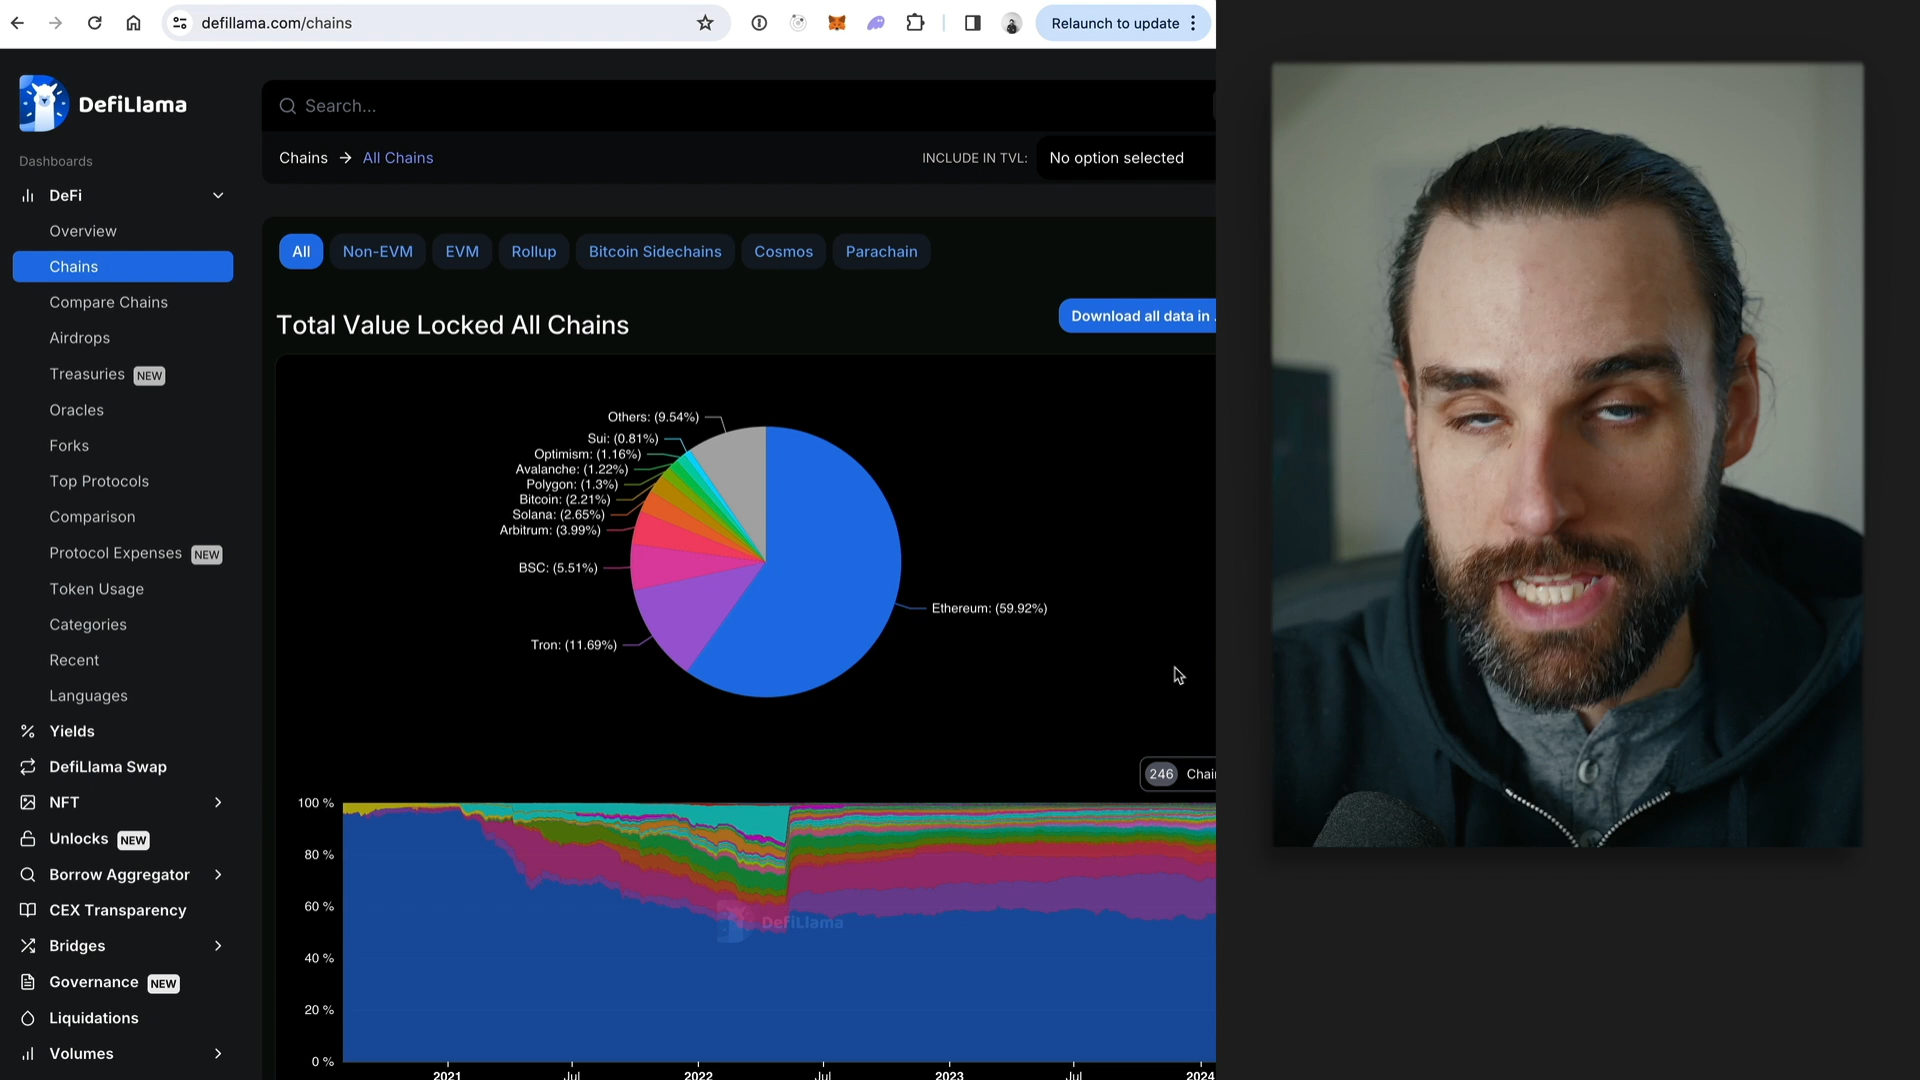 defillama.com/chains
Relaunch to update
DefiLlama
Search...
Dashboards
Chains → All Chains
INCLUDE IN TVL: No option selected
DeFi
Overview
Chains
Compare Chains
Airdrops
Treasuries NEW
Oracles
Forks
Top Protocols
Comparison
Protocol Expenses NEW
Token Usage
Categories
Recent
Languages
Yields
DefiLlama Swap
NFT
Unlocks NEW
Borrow Aggregator
CEX Transparency
Bridges
Governance NEW
Liquidations
Volumes
All Non-EVM EVM Rollup Bitcoin Sidechains Cosmos Parachain
Total Value Locked All Chains
Download all data in .
Others: (9.54%)
Sui: (0.81%)
Optimism: (1.16%)
Avalanche: (1.22%)
Polygon: (1.3%)
Bitcoin: (2.21%)
Solana: (2.65%)
Arbitrum: (3.99%)
BSC: (5.51%)
Ethereum: (59.92%)
Tron: (11.69%)
246 Chai
100 %
80 %
60 %
DefiLlama
40 %
20 %
0 %
2021 Jul 2022 Jul 2023 Jul 2024